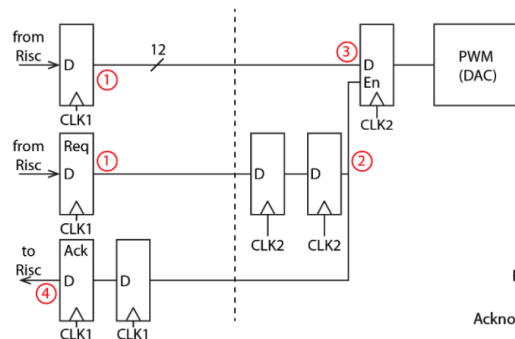 from
Risc
D
1
12
3
D
En
PWM
(DAC)
CLK1
CLK2
from
Risc
Req
D
1
D
D
2
CLK1
CLK2
CLK2
to
Risc
Ack
D
D
4
CLK1
CLK1
Ackno